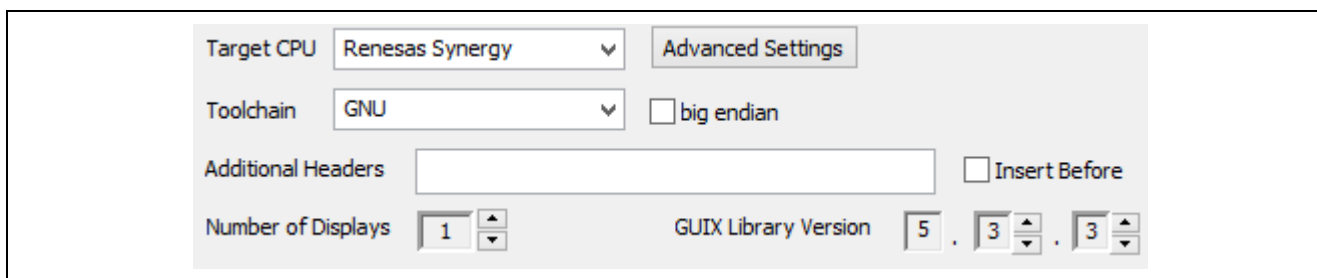 Target CPU Renesas Synergy Advanced Settings
Toolchain GNU big endian
Additional Headers Insert Before
Number of Displays 1 GUIX Library Version 5 . 3 . 3